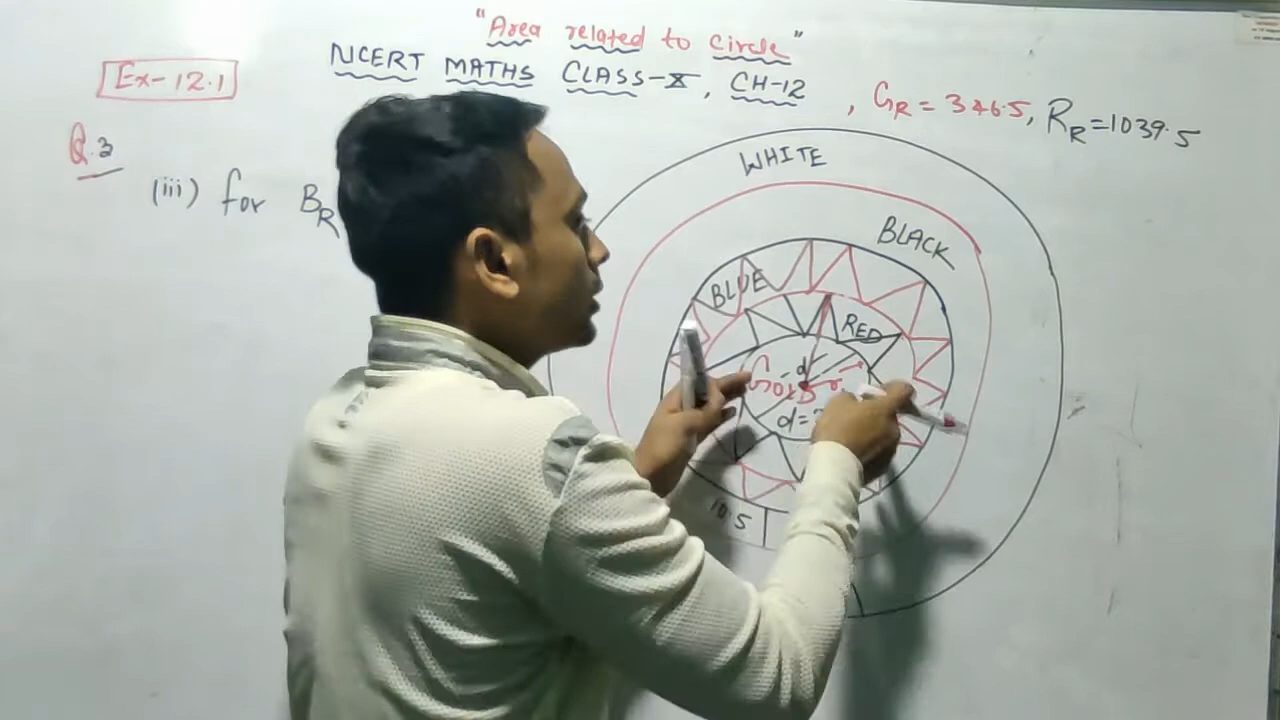 "Area related to circle"
NCERT MATHS CLASS-X, CH-12
Ex-12.1
, GR = 346.5, RR=1039.5
Q.3
(iii) for BR
WHITE
BLACK
BLUE
RED
d
GOLD r
d=
10.5